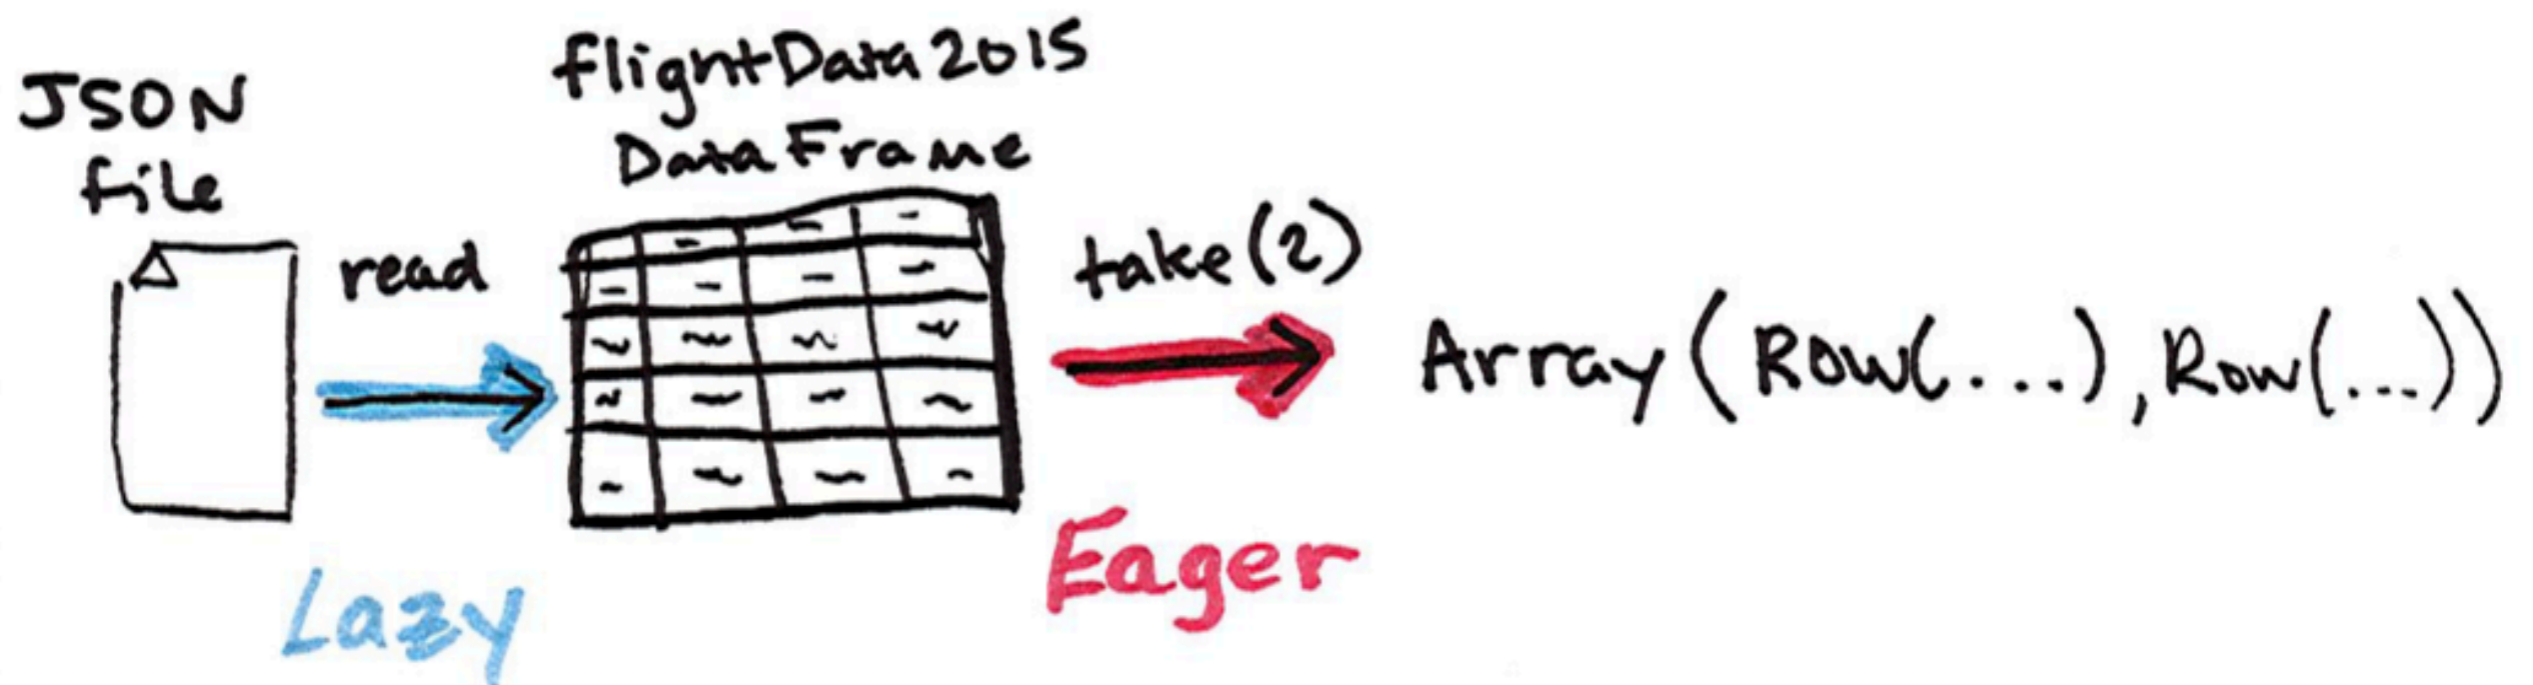 JSON
file
read
Lazy
flightData2015
DataFrame
take(2)
Eager
Array(Row(...),Row(...))